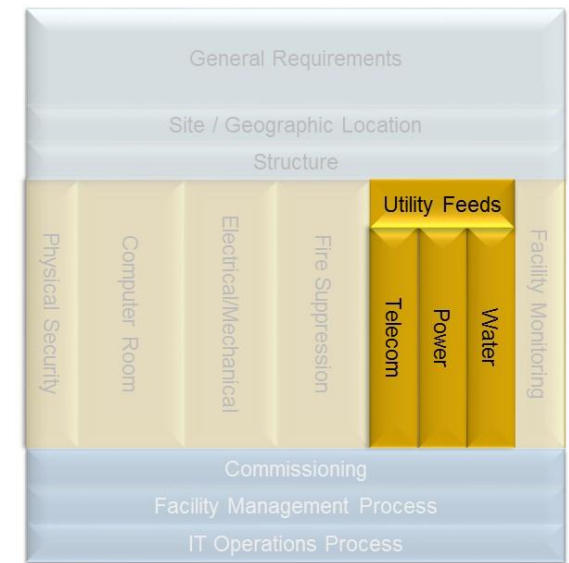 General Requirements
Site / Geographic Location
Structure
Physical Security
Computer Room
Electrical/Mechanical
Fire Suppression
Utility Feeds
Telecom
Power
Water
Facility Monitoring
Commissioning
Facility Management Process
IT Operations Process